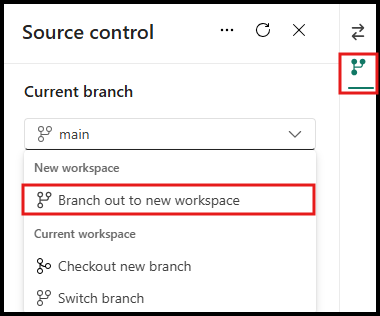 Source control
Current branch
main
New workspace
Branch out to new workspace
Current workspace
Checkout new branch
Switch branch